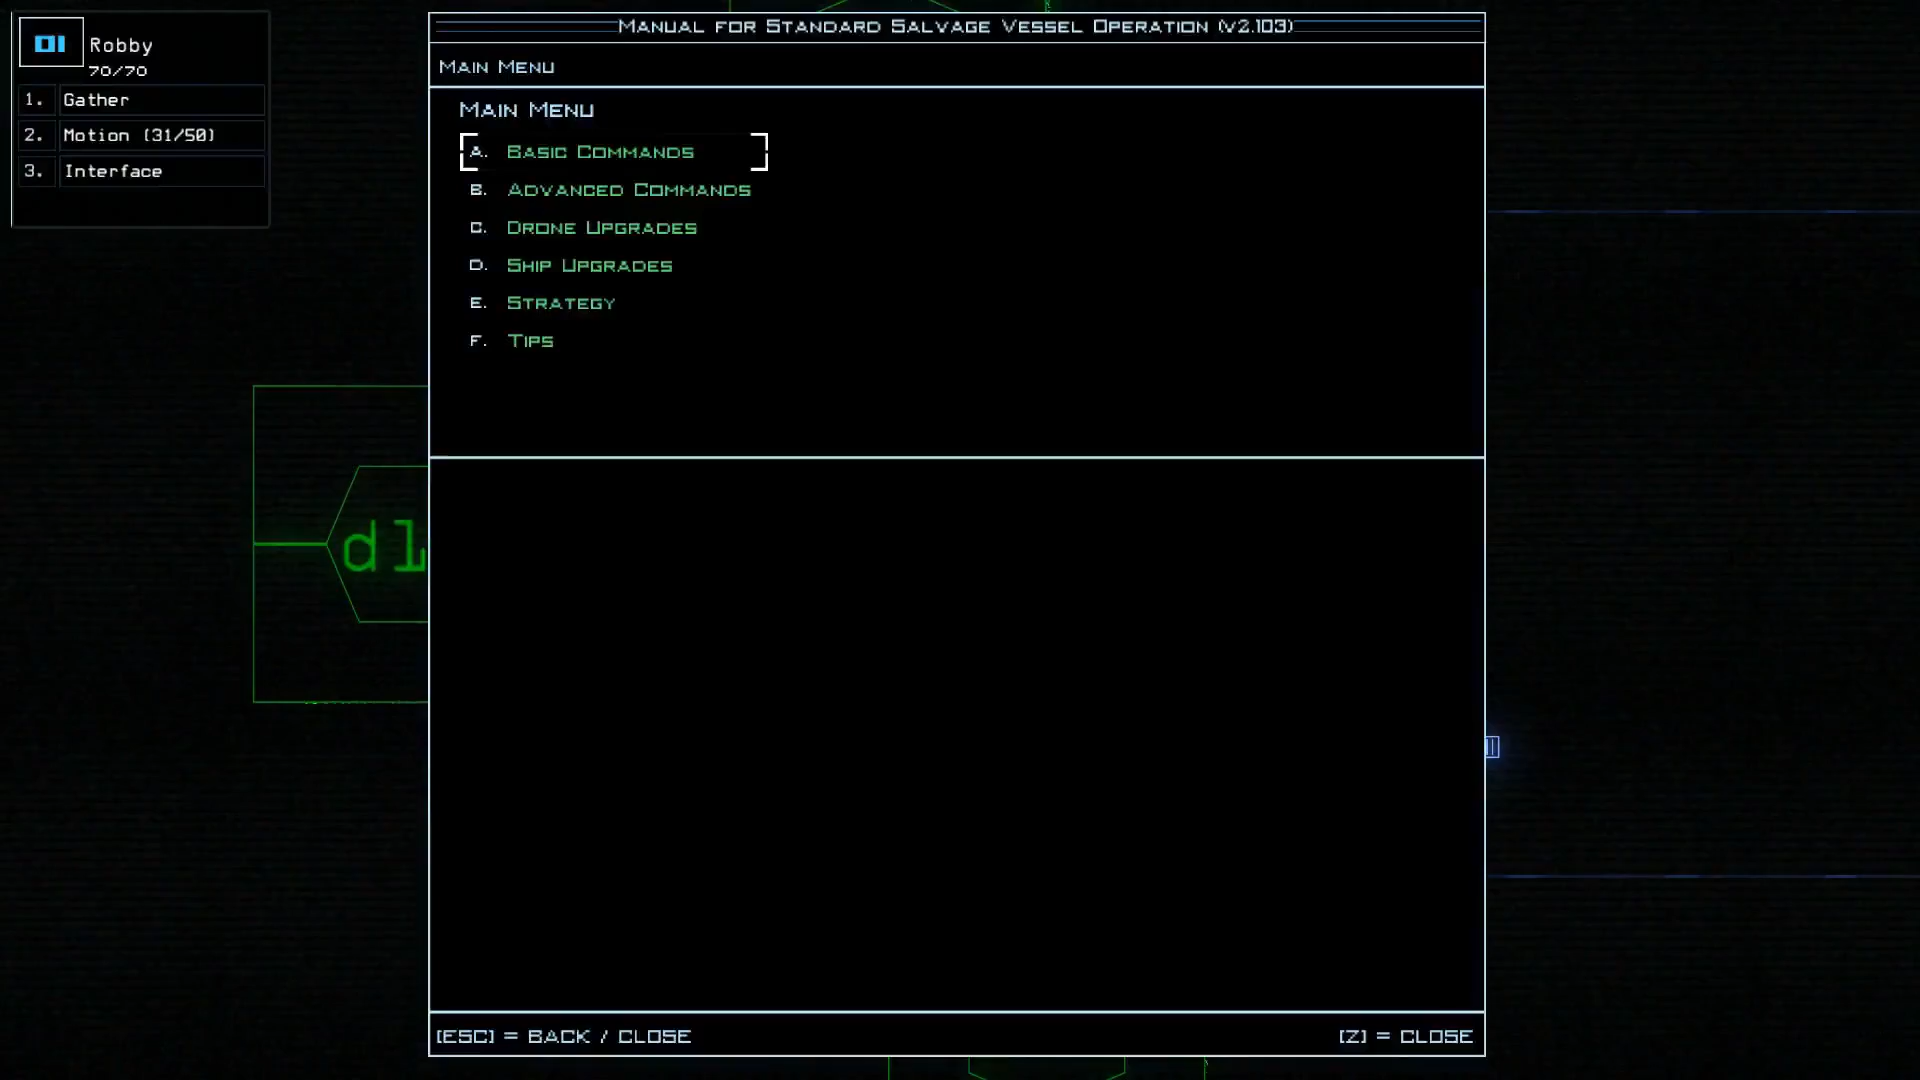 01 Robby
70/70
1. Gather
2. Motion (31/50)
3. Interface
Manual for Standard Salvage Vessel Operation (v2.103)
Main Menu
Main Menu
A. Basic Commands
B. Advanced Commands
C. Drone Upgrades
D. Ship Upgrades
E. Strategy
F. Tips
[ESC] = BACK / CLOSE
[Z] = CLOSE